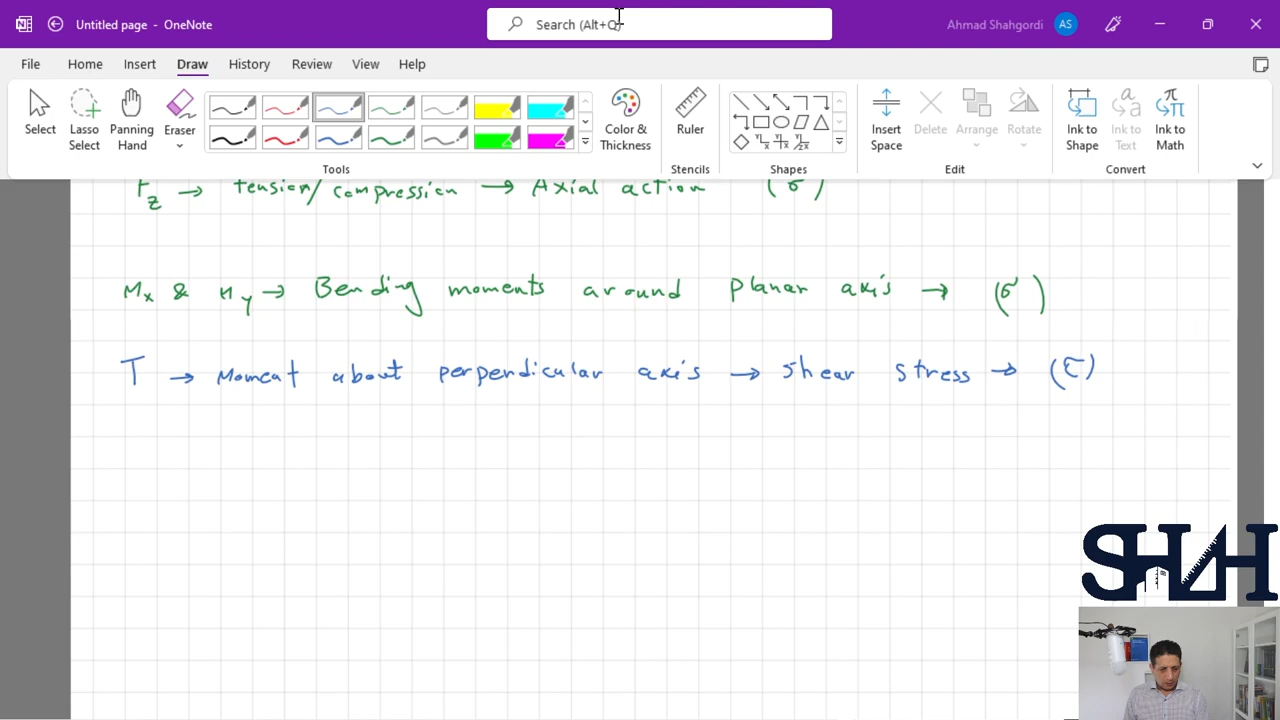 Untitled page - OneNote
Search (Alt+Q)
Ahmad Shahgordi
AS
File Home Insert Draw History Review View Help
Select
Lasso Select
Panning Hand
Eraser
Color & Thickness
Ruler
Insert Space
Delete
Arrange
Rotate
Ink to Shape
Ink to Text
Ink to Math
Tools
Stencils
Shapes
Edit
Convert
Fz → tension/compression → Axial action (σ)
Mx & My → Bending moments around planar axis → (σ)
T → Moment about perpendicular axis → shear stress → (τ)
SHAH